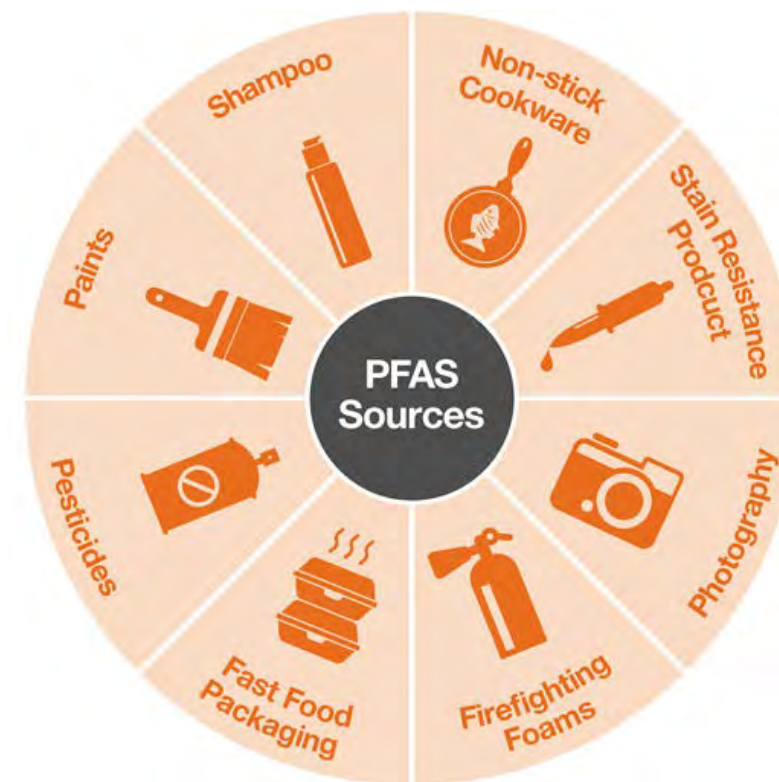 PFAS
Sources
Non-stick
Cookware
Stain Resistance
Prodcuct
Photography
Firefighting
Foams
Fast Food
Packaging
Pesticides
Paints
Shampoo